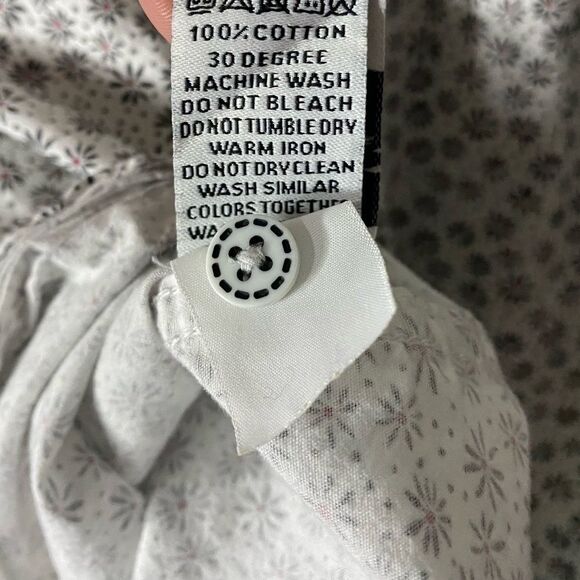 100% COTTON
30 DEGREE
MACHINE WASH
DO NOT BLEACH
DO NOT TUMBLE DRY
WARM IRON
DO NOT DRY CLEAN
WASH SIMILAR
COLORS TOGETHER